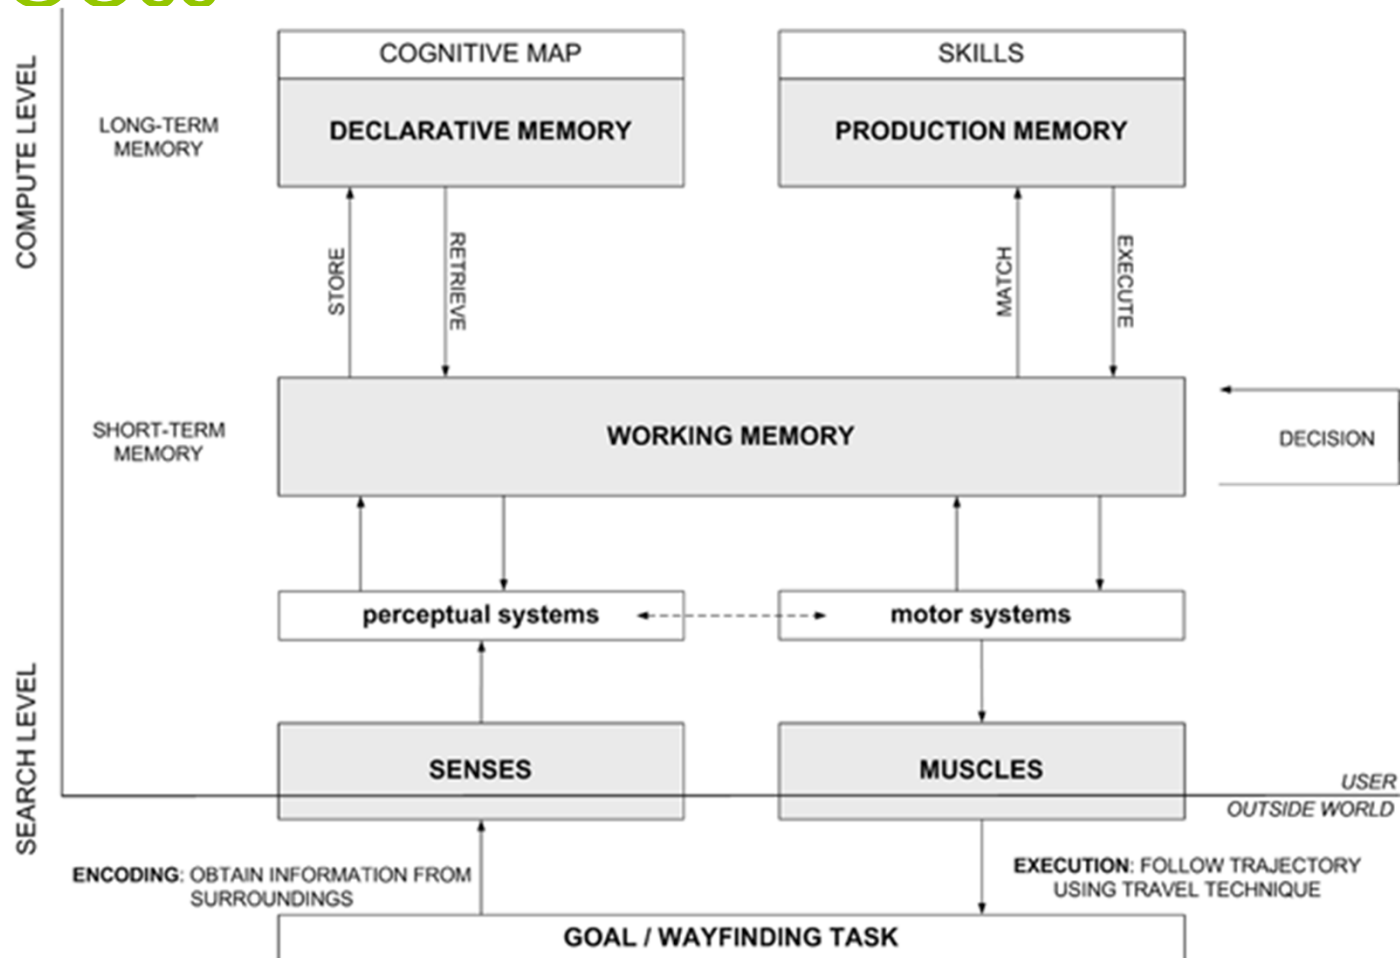 COGNITIVE MAP
SKILLS
COMPUTE LEVEL
LONG-TERM
MEMORY
DECLARATIVE MEMORY
PRODUCTION MEMORY
STORE
RETRIEVE
MATCH
EXECUTE
SHORT-TERM
MEMORY
WORKING MEMORY
DECISION
perceptual systems
motor systems
SEARCH LEVEL
SENSES
MUSCLES
USER
OUTSIDE WORLD
ENCODING: OBTAIN INFORMATION FROM
SURROUNDINGS
EXECUTION: FOLLOW TRAJECTORY
USING TRAVEL TECHNIQUE
GOAL / WAYFINDING TASK